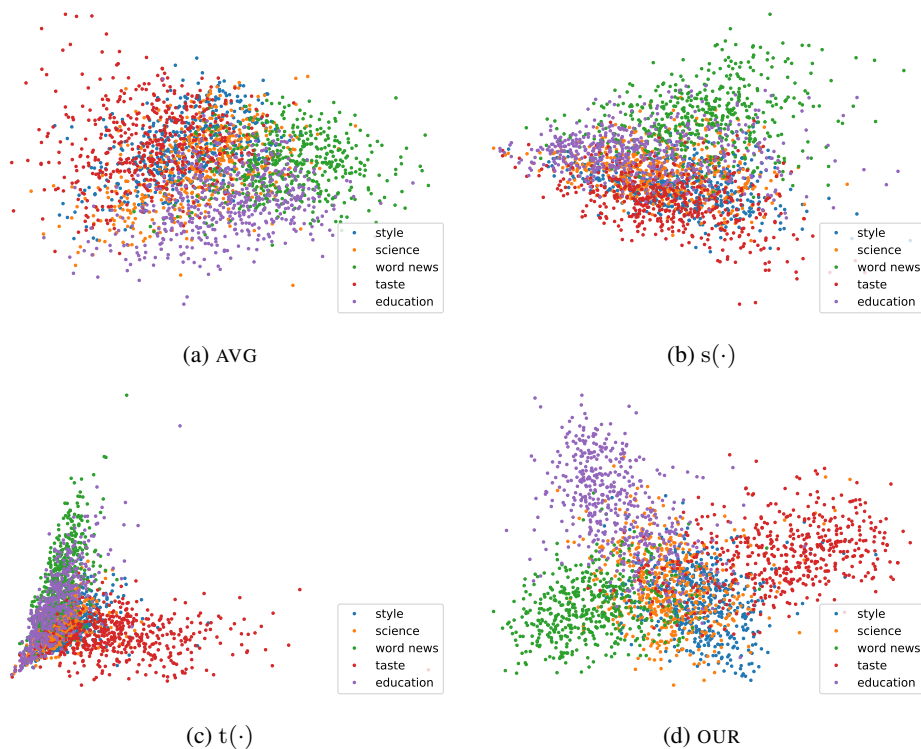 style
science
word news
taste
education
(a) AVG
style
science
word news
taste
education
(b) s(·)
style
science
word news
taste
education
(c) t(·)
style
science
word news
taste
education
(d) OUR